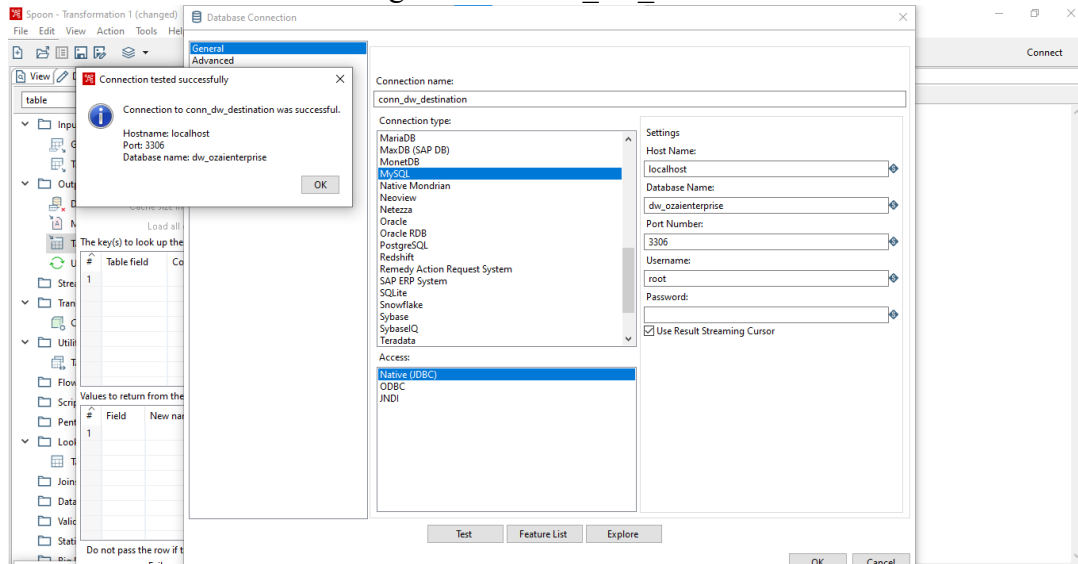 Spoon - Transformation 1 (changed)
File Edit View Action Tools Help
Connect
View
table
Database Connection
General
Advanced
Connection tested successfully
Connection to conn_dw_destination was successful.
Hostname: localhost
Port: 3306
Database name: dw_ozaienterprise
OK
Load all
The key(s) to look up the
# Table field Co
1
Values to return from the
# Field New nam
1
Do not pass the row if t
Connection name:
conn_dw_destination
Connection type:
MariaDB
MaxDB (SAP DB)
MonetDB
MySQL
Native Mondrian
Neoview
Netezza
Oracle
Oracle RDB
PostgreSQL
Redshift
Remedy Action Request System
SAP ERP System
SQLite
Snowflake
Sybase
SybaseIQ
Teradata
Access:
Native (JDBC)
ODBC
JNDI
Settings
Host Name:
localhost
Database Name:
dw_ozaienterprise
Port Number:
3306
Username:
root
Password:
Use Result Streaming Cursor
Test Feature List Explore
OK Cancel